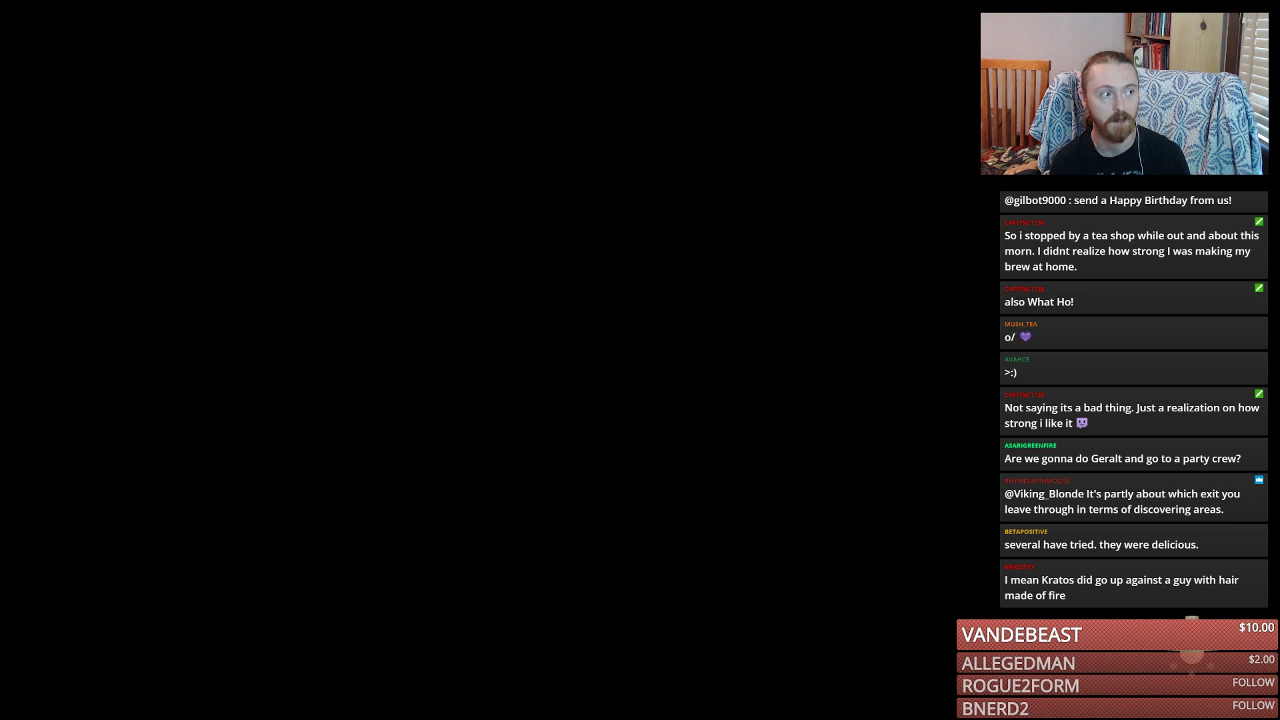 @gilbot9000 : send a Happy Birthday from us!
So i stopped by a tea shop while out and about this
morn. I didnt realize how strong I was making my
brew at home.
also What Ho!
MUSH_TEA
o/ 💜
AVAHCE
>:)
Not saying its a bad thing. Just a realization on how
strong i like it
ASARIGREENFIRE
Are we gonna do Geralt and go to a party crew?
@Viking_Blonde It's partly about which exit you
leave through in terms of discovering areas.
BETAPOSITIVE
several have tried. they were delicious.
I mean Kratos did go up against a guy with hair
made of fire
VANDEBEAST $10.00
ALLEGEDMAN $2.00
ROGUE2FORM FOLLOW
BNERD2 FOLLOW